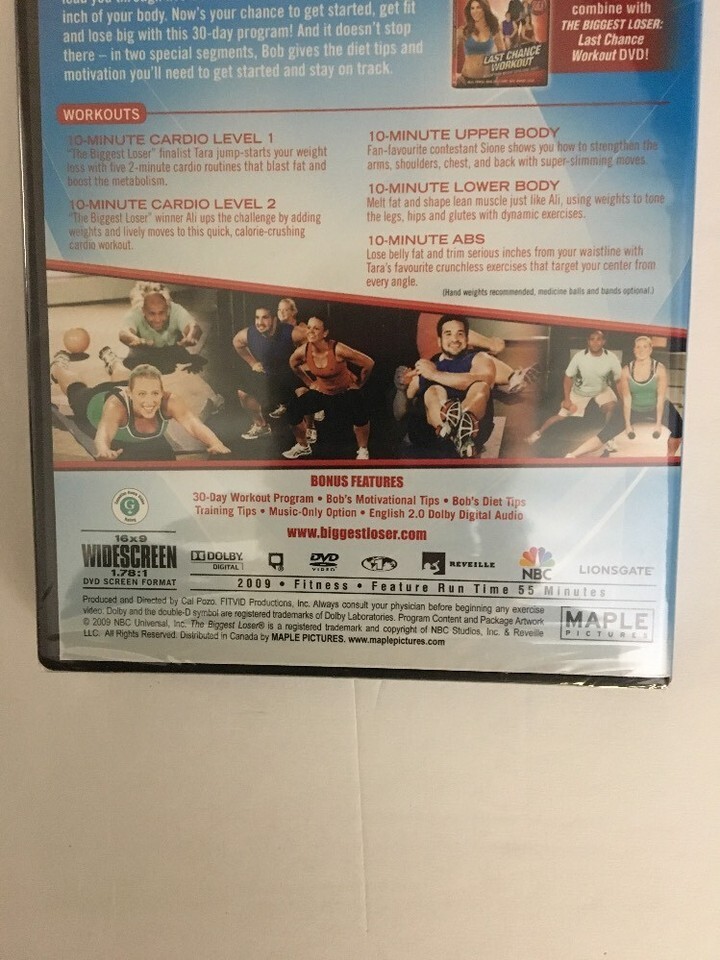 inch of your body. Now's your chance to get started, get fit
and lose big with this 30-day program! And it doesn't stop
there – in two special segments, Bob gives the diet tips and
motivation you'll need to get started and stay on track.
combine with
THE BIGGEST LOSER:
Last Chance
Workout DVD!
LAST CHANCE
WORKOUT
WORKOUTS
10-MINUTE CARDIO LEVEL 1
"The Biggest Loser" finalist Tara jump-starts your weight
loss with five 2-minute cardio routines that blast fat and
boost the metabolism.
10-MINUTE CARDIO LEVEL 2
"The Biggest Loser" winner Ali ups the challenge by adding
weights and lively moves to this quick, calorie-crushing
cardio workout.
10-MINUTE UPPER BODY
Fan-favourite contestant Sione shows you how to strengthen the
arms, shoulders, chest, and back with super-slimming moves.
10-MINUTE LOWER BODY
Melt fat and shape lean muscle just like Ali, using weights to tone
the legs, hips and glutes with dynamic exercises.
10-MINUTE ABS
Lose belly fat and trim serious inches from your waistline with
Tara's favourite crunchless exercises that target your center from
every angle.
(Hand weights recommended, medicine balls and bands optional.)
BONUS FEATURES
30-Day Workout Program • Bob's Motivational Tips • Bob's Diet Tips
Training Tips • Music-Only Option • English 2.0 Dolby Digital Audio
www.biggestloser.com
G
16x9
WIDESCREEN
1.78:1
DVD SCREEN FORMAT
DOLBY
DIGITAL
DVD
VIDEO
REVEILLE
NBC
LIONSGATE
2009 • Fitness • Feature Run Time 55 Minutes
Produced and Directed by Cal Pozo. FITVID Productions, Inc. Always consult your physician before beginning any exercise
video. Dolby and the double-D symbol are registered trademarks of Dolby Laboratories. Program Content and Package Artwork
© 2009 NBC Universal, Inc. The Biggest Loser® is a registered trademark and copyright of NBC Studios, Inc. & Reveille
LLC. All Rights Reserved. Distributed in Canada by MAPLE PICTURES. www.maplepictures.com
MAPLE
PICTURES